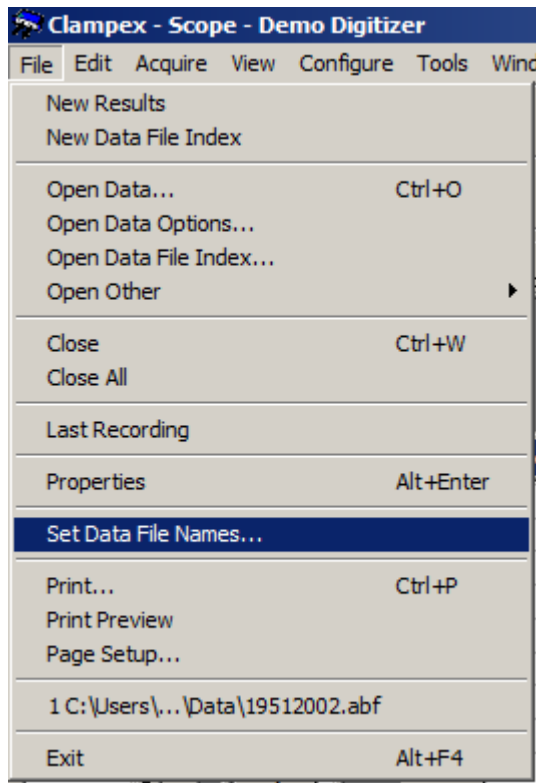 Clampex - Scope - Demo Digitizer
File Edit Acquire View Configure Tools Wind
New Results
New Data File Index
Open Data... Ctrl+O
Open Data Options...
Open Data File Index...
Open Other
Close Ctrl+W
Close All
Last Recording
Properties Alt+Enter
Set Data File Names...
Print... Ctrl+P
Print Preview
Page Setup...
1 C:\Users\...\Data\19512002.abf
Exit Alt+F4